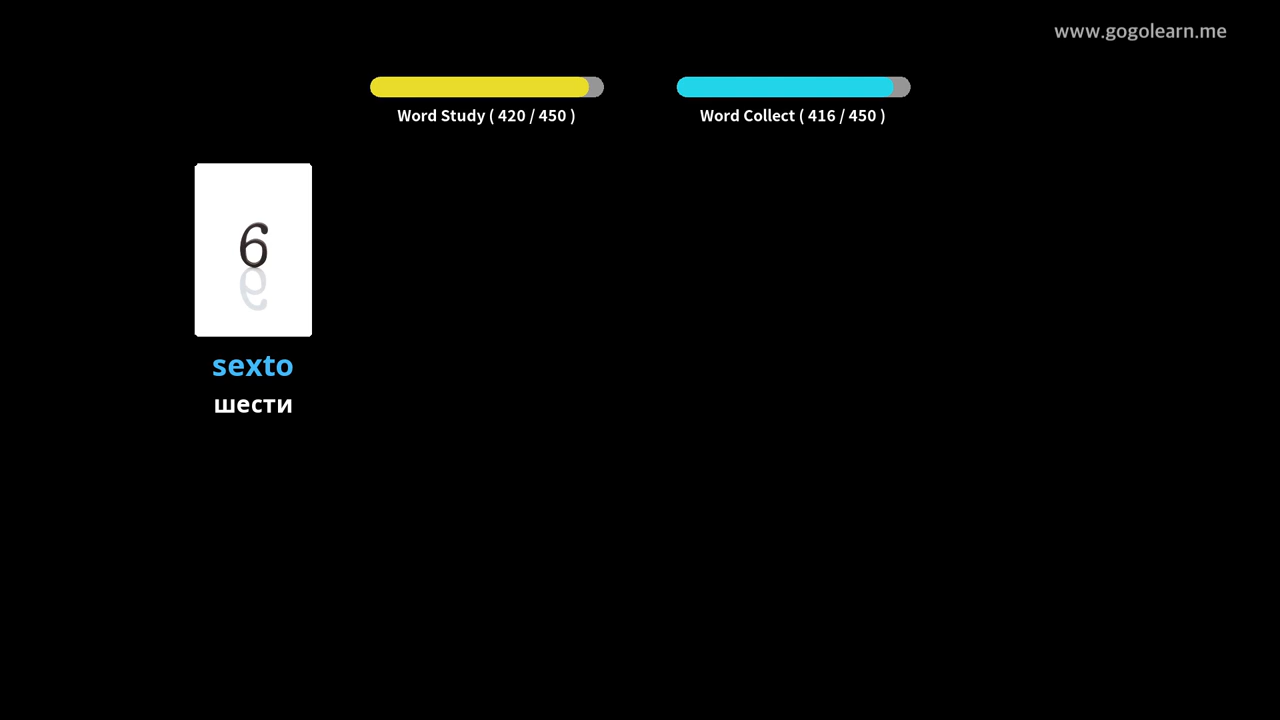 www.gogolearn.me
Word Study ( 420 / 450 )
Word Collect ( 416 / 450 )
6
sexto
шести